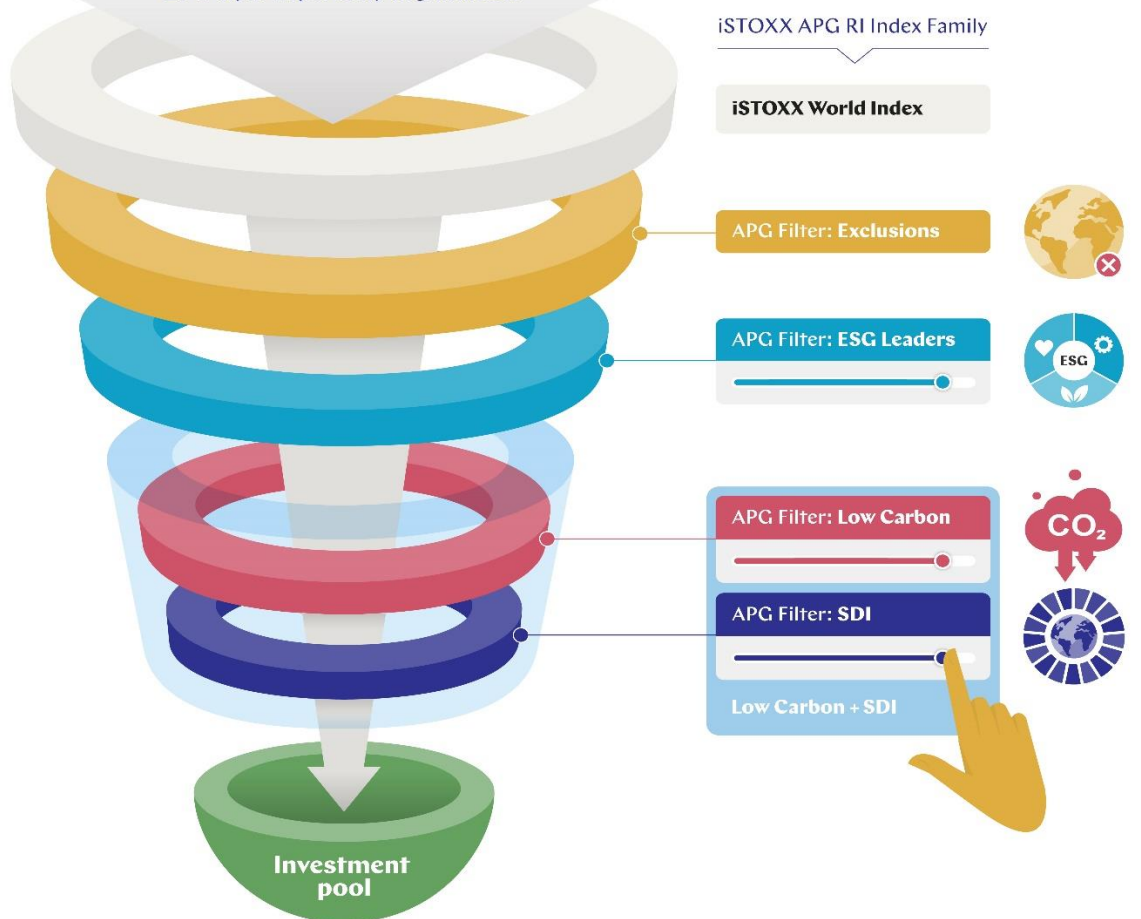 iSTOXX APG RI Index Family
iSTOXX World Index
APG Filter: Exclusions
APG Filter: ESG Leaders
ESG
APG Filter: Low Carbon
CO₂
APG Filter: SDI
Low Carbon + SDI
Investment
pool